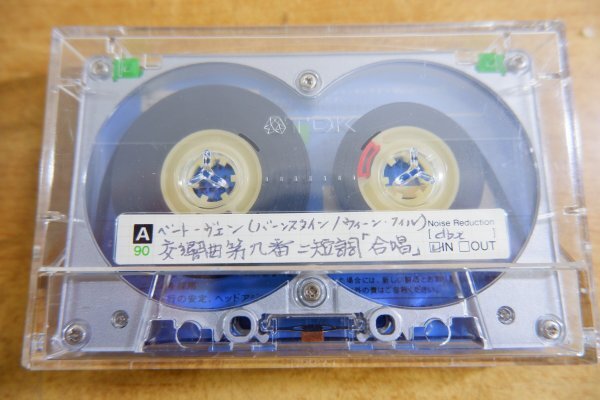 TDK
A
90
ベートーヴェン(バーンスタイン/ウィーン・フィル)
交響曲第九番ニ短調「合唱」
Noise Reduction
[dbx ]
IN OUT